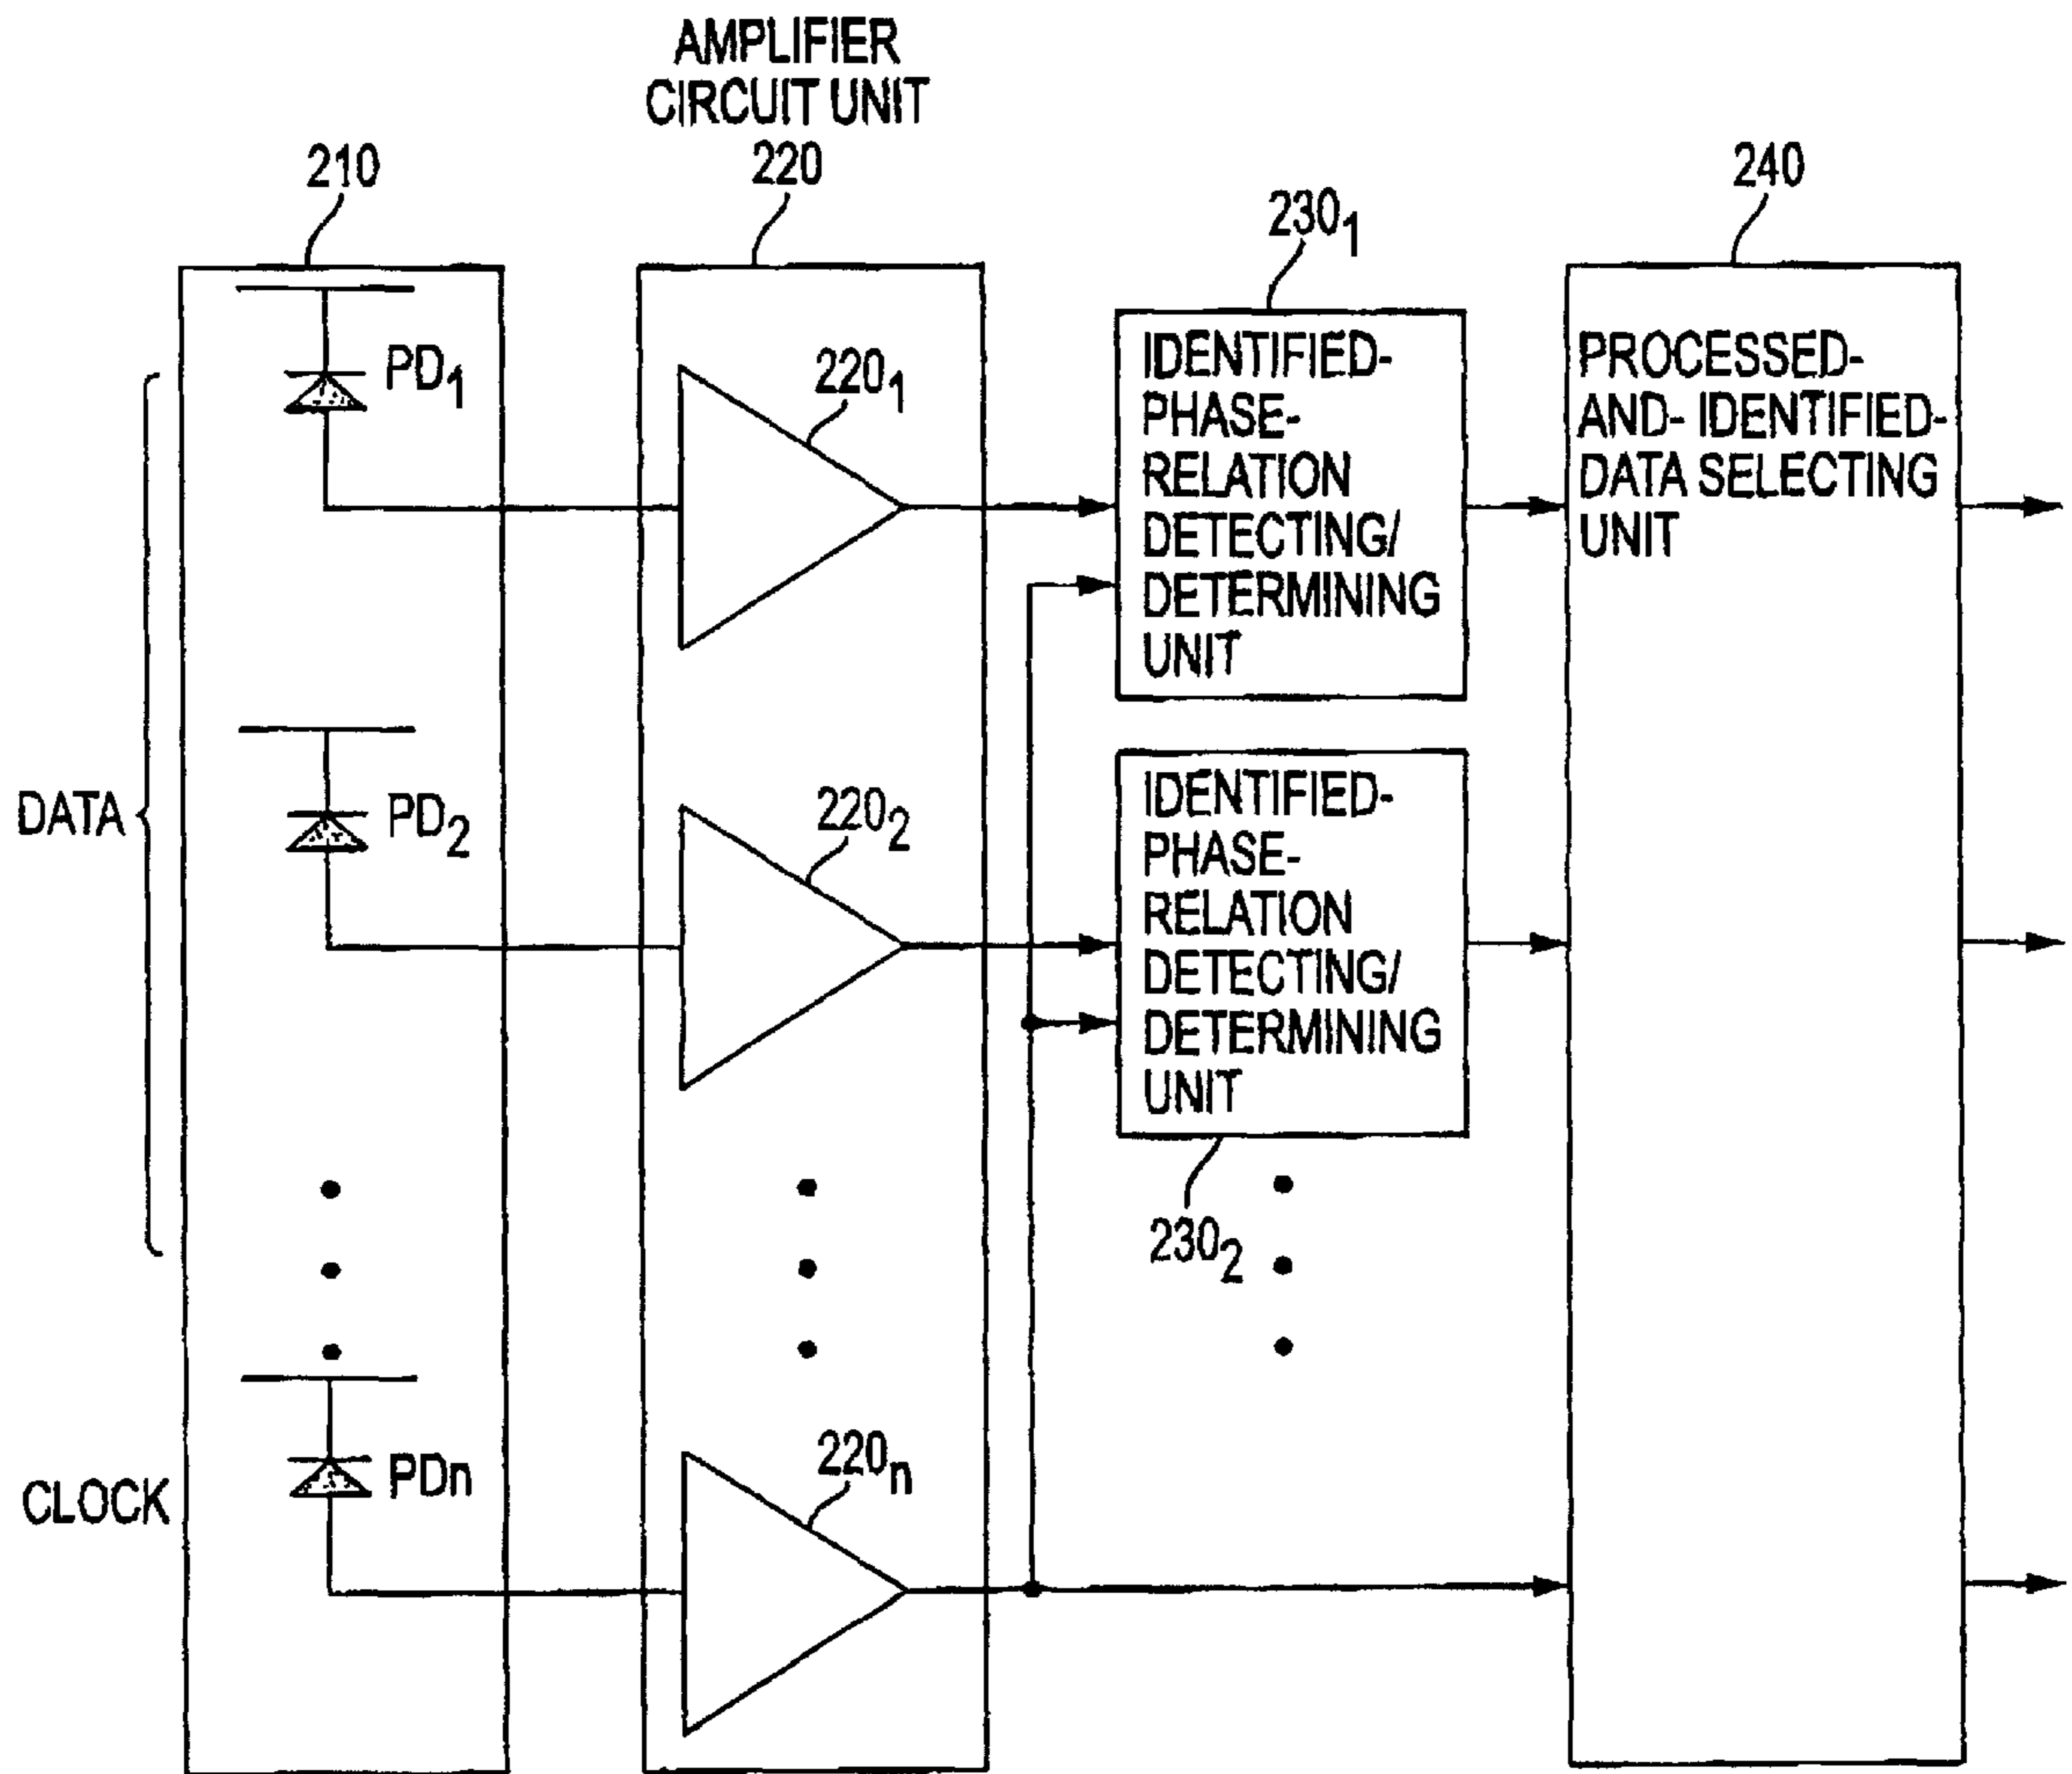 AMPLIFIER
CIRCUIT UNIT
220
210
230₁
240
PD₁
220₁
IDENTIFIED-
PHASE-
RELATION
DETECTING/
DETERMINING
UNIT
PROCESSED-
AND- IDENTIFIED-
DATA SELECTING
UNIT
DATA
PD₂
220₂
IDENTIFIED-
PHASE-
RELATION
DETECTING/
DETERMINING
UNIT
230₂
CLOCK
PDn
220ₙ